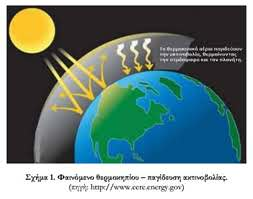 Τα θερμοκηπιακά αέρια παγιδεύουν
την ακτινοβολία, θερμαίνοντας
την ατμόσφαιρα και τον πλανήτη.
Σχήμα 1. Φαινόμενο θερμοκηπίου – παγίδευση ακτινοβολίας.
(πηγή: http://www.eere.energy.gov)